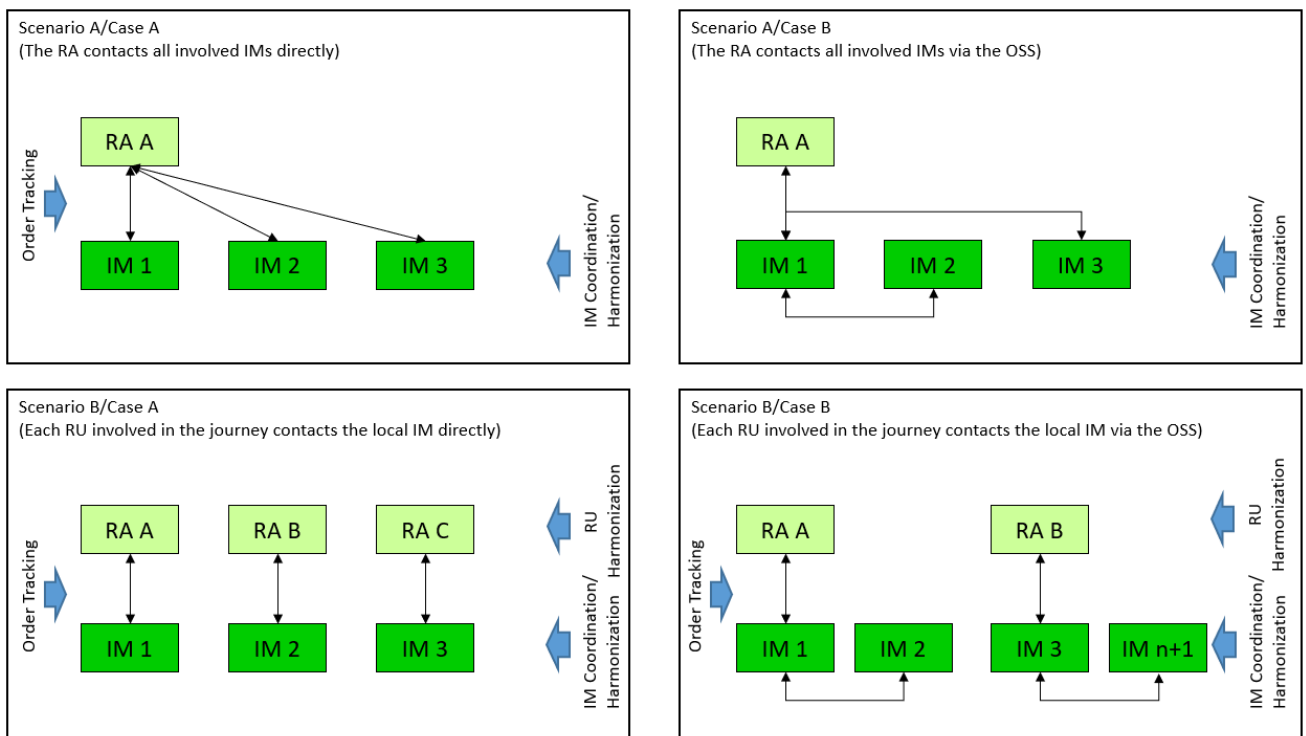 Scenario A/Case A
(The RA contacts all involved IMs directly)
Order Tracking
RA A
IM 1
IM 2
IM 3
IM Coordination/
Harmonization
Scenario A/Case B
(The RA contacts all involved IMs via the OSS)
RA A
IM 1
IM 2
IM 3
IM Coordination/
Harmonization
Scenario B/Case A
(Each RU involved in the journey contacts the local IM directly)
Order Tracking
RA A
RA B
RA C
RU
Harmonization
IM 1
IM 2
IM 3
IM Coordination/
Harmonization
Scenario B/Case B
(Each RU involved in the journey contacts the local IM via the OSS)
Order Tracking
RA A
RA B
RU
Harmonization
IM 1
IM 2
IM 3
IM n+1
IM Coordination/
Harmonization